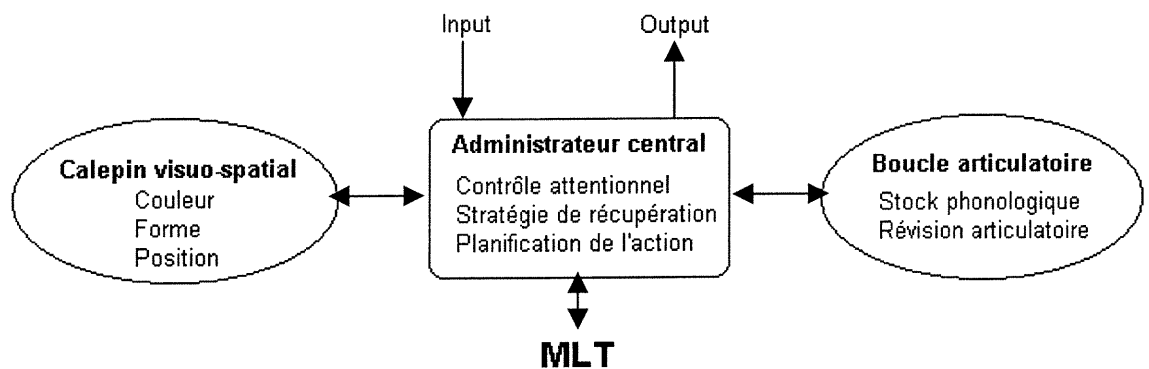 Input
Output
Calepin visuo-spatial
Couleur
Forme
Position
Administrateur central
Contrôle attentionnel
Stratégie de récupération
Planification de l'action
Boucle articulatoire
Stock phonologique
Révision articulatoire
MLT